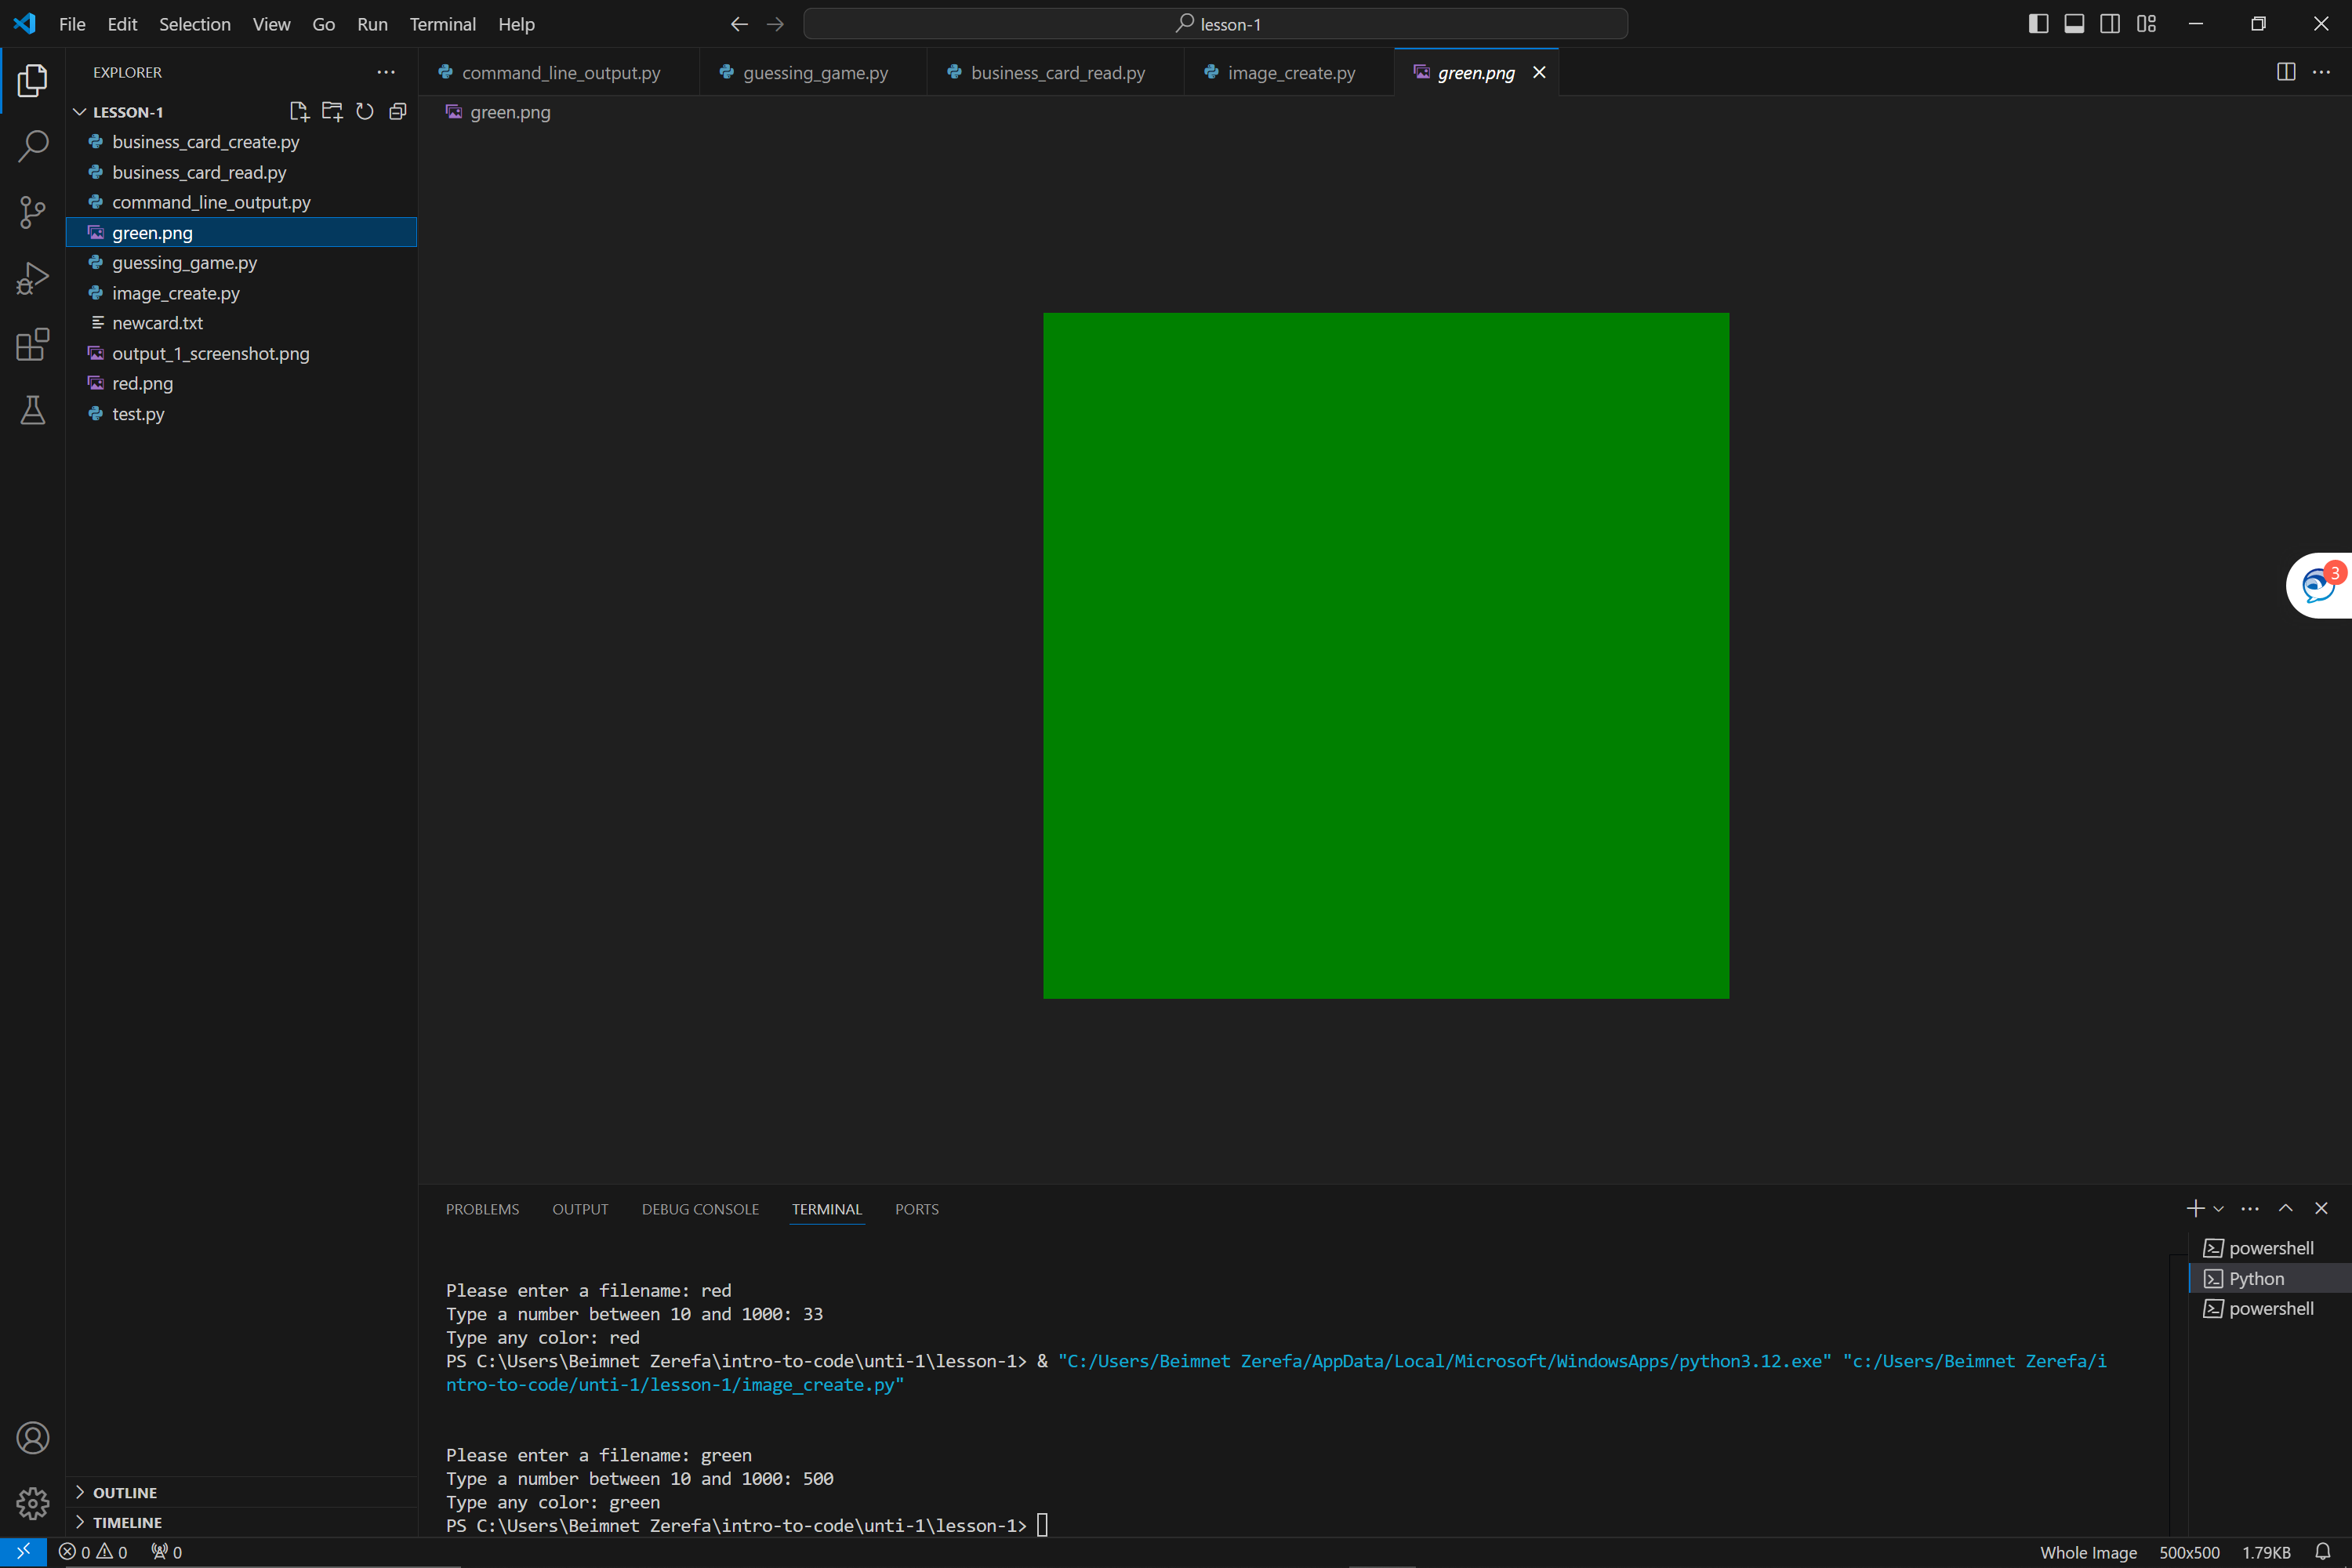 File Edit Selection View Go Run Terminal Help
lesson-1
EXPLORER
LESSON-1
business_card_create.py
business_card_read.py
command_line_output.py
green.png
guessing_game.py
image_create.py
newcard.txt
output_1_screenshot.png
red.png
test.py
OUTLINE
TIMELINE
command_line_output.py guessing_game.py business_card_read.py image_create.py green.png
green.png
3
PROBLEMS OUTPUT DEBUG CONSOLE TERMINAL PORTS
Please enter a filename: red
Type a number between 10 and 1000: 33
Type any color: red
PS C:\Users\Beimnet Zerefa\intro-to-code\unti-1\lesson-1> & "C:/Users/Beimnet Zerefa/AppData/Local/Microsoft/WindowsApps/python3.12.exe" "c:/Users/Beimnet Zerefa/i
ntro-to-code/unti-1/lesson-1/image_create.py"
Please enter a filename: green
Type a number between 10 and 1000: 500
Type any color: green
PS C:\Users\Beimnet Zerefa\intro-to-code\unti-1\lesson-1>
powershell
Python
powershell
0 0 0 Whole Image 500x500 1.79KB